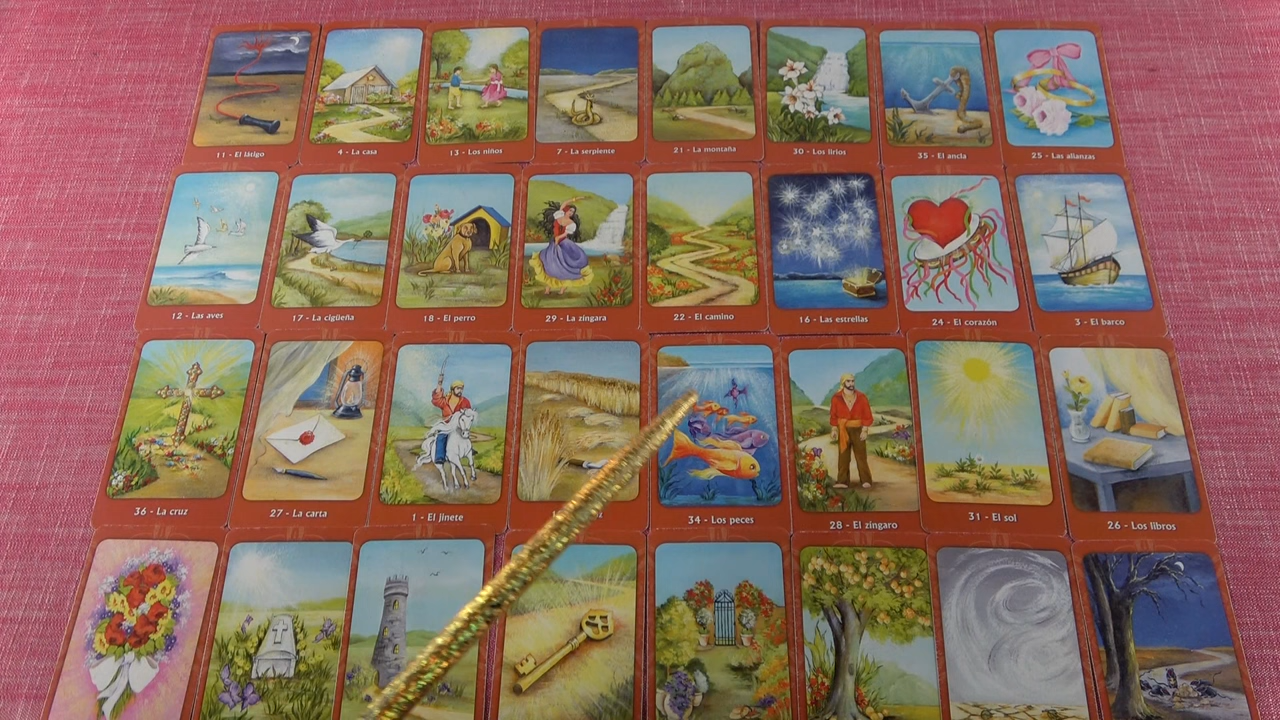 11 - El látigo
4 - La casa
13 - Los niños
7 - La serpiente
21 - La montaña
30 - Los lirios
35 - El ancla
25 - Las alianzas
12 - Las aves
17 - La cigüeña
18 - El perro
29 - La zíngara
22 - El camino
16 - Las estrellas
24 - El corazón
3 - El barco
36 - La cruz
27 - La carta
1 - El jinete
34 - Los peces
28 - El zíngaro
31 - El sol
26 - Los libros